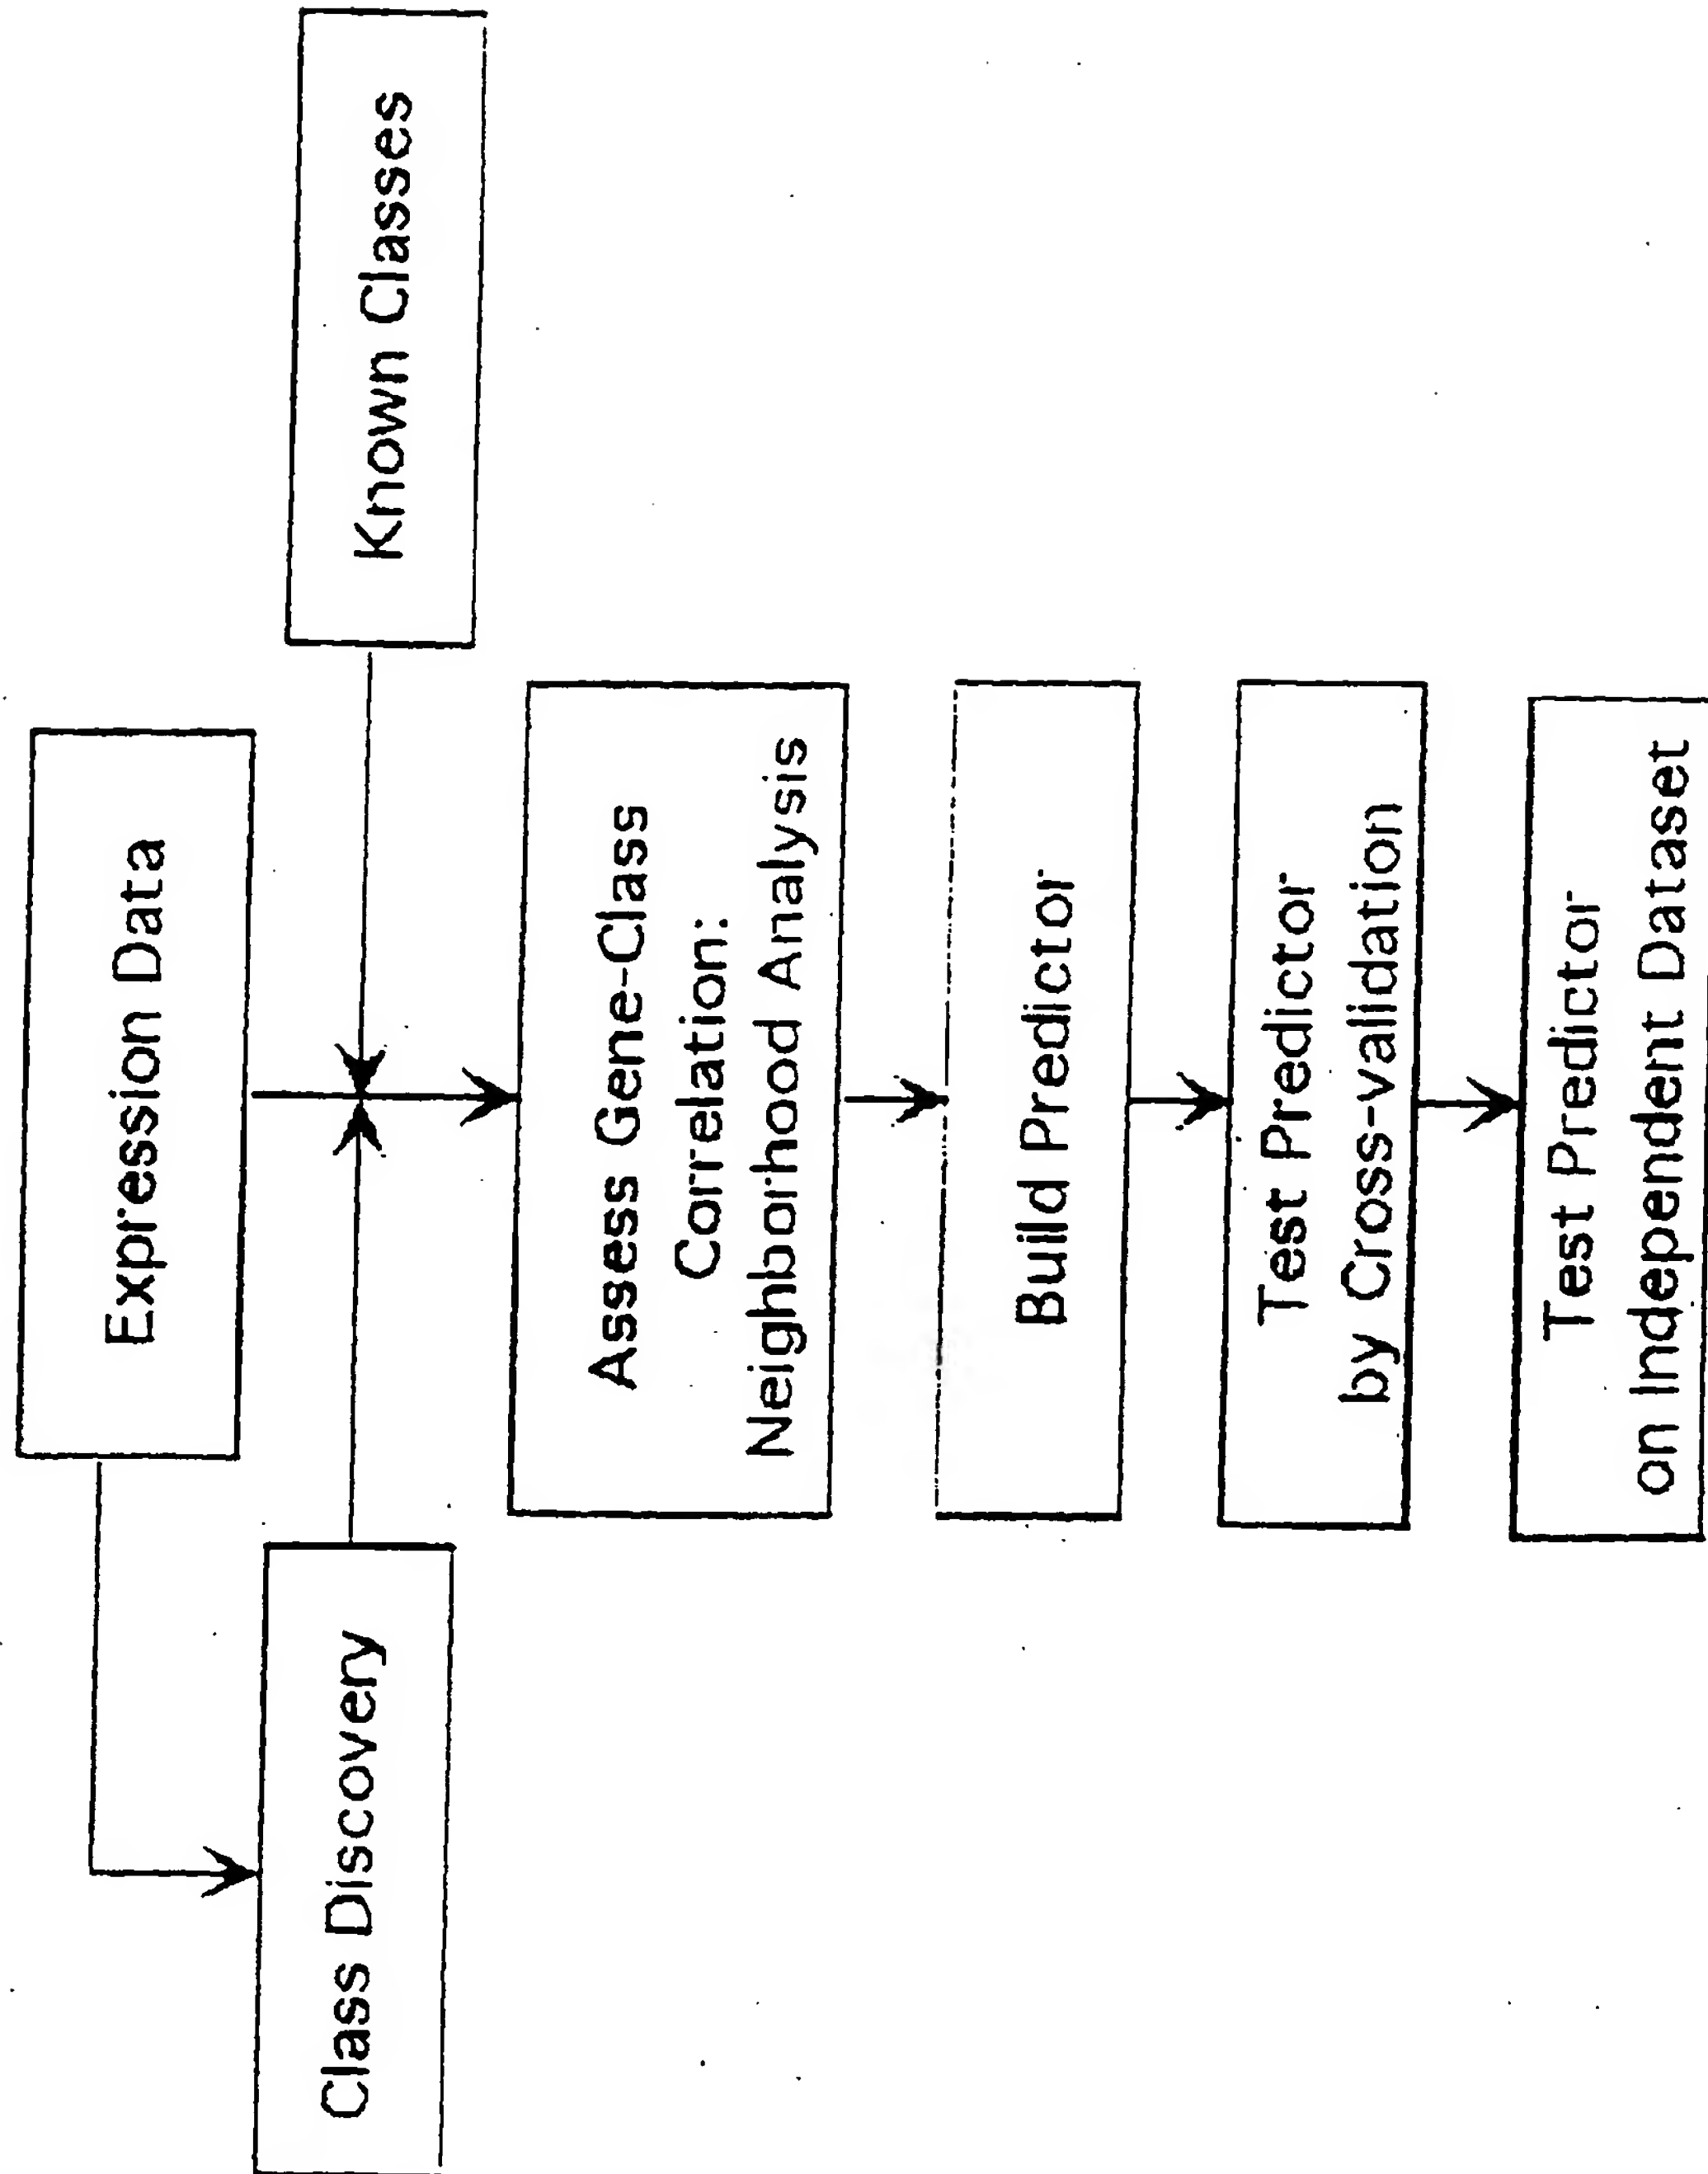 Expression Data
Class Discovery
Known Classes
Assess Gene-Class
Correlation:
Neighborhood Analysis
Build Predictor
Test Predictor
by Cross-validation
Test Predictor
on Independent Dataset